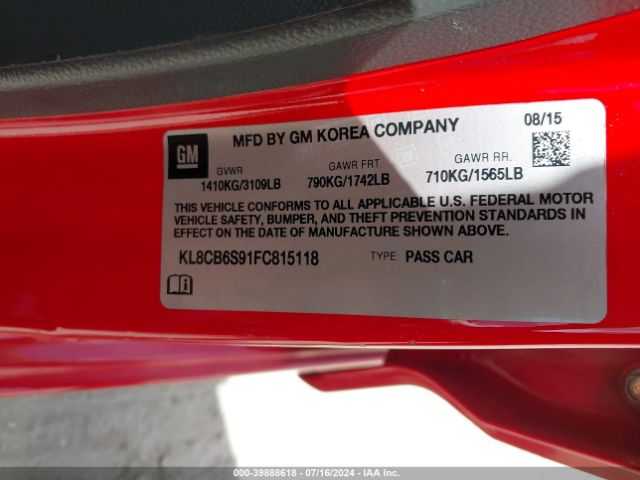 GM
MFD BY GM KOREA COMPANY
08/15
GVWR
1410KG/3109LB
GAWR FRT.
790KG/1742LB
GAWR RR.
710KG/1565LB
THIS VEHICLE CONFORMS TO ALL APPLICABLE U.S. FEDERAL MOTOR
VEHICLE SAFETY, BUMPER, AND THEFT PREVENTION STANDARDS IN
EFFECT ON THE DATE OF MANUFACTURE SHOWN ABOVE.
KL8CB6S91FC815118
TYPE: PASS CAR
000-39888618 - 07/16/2024 - IAA Inc.